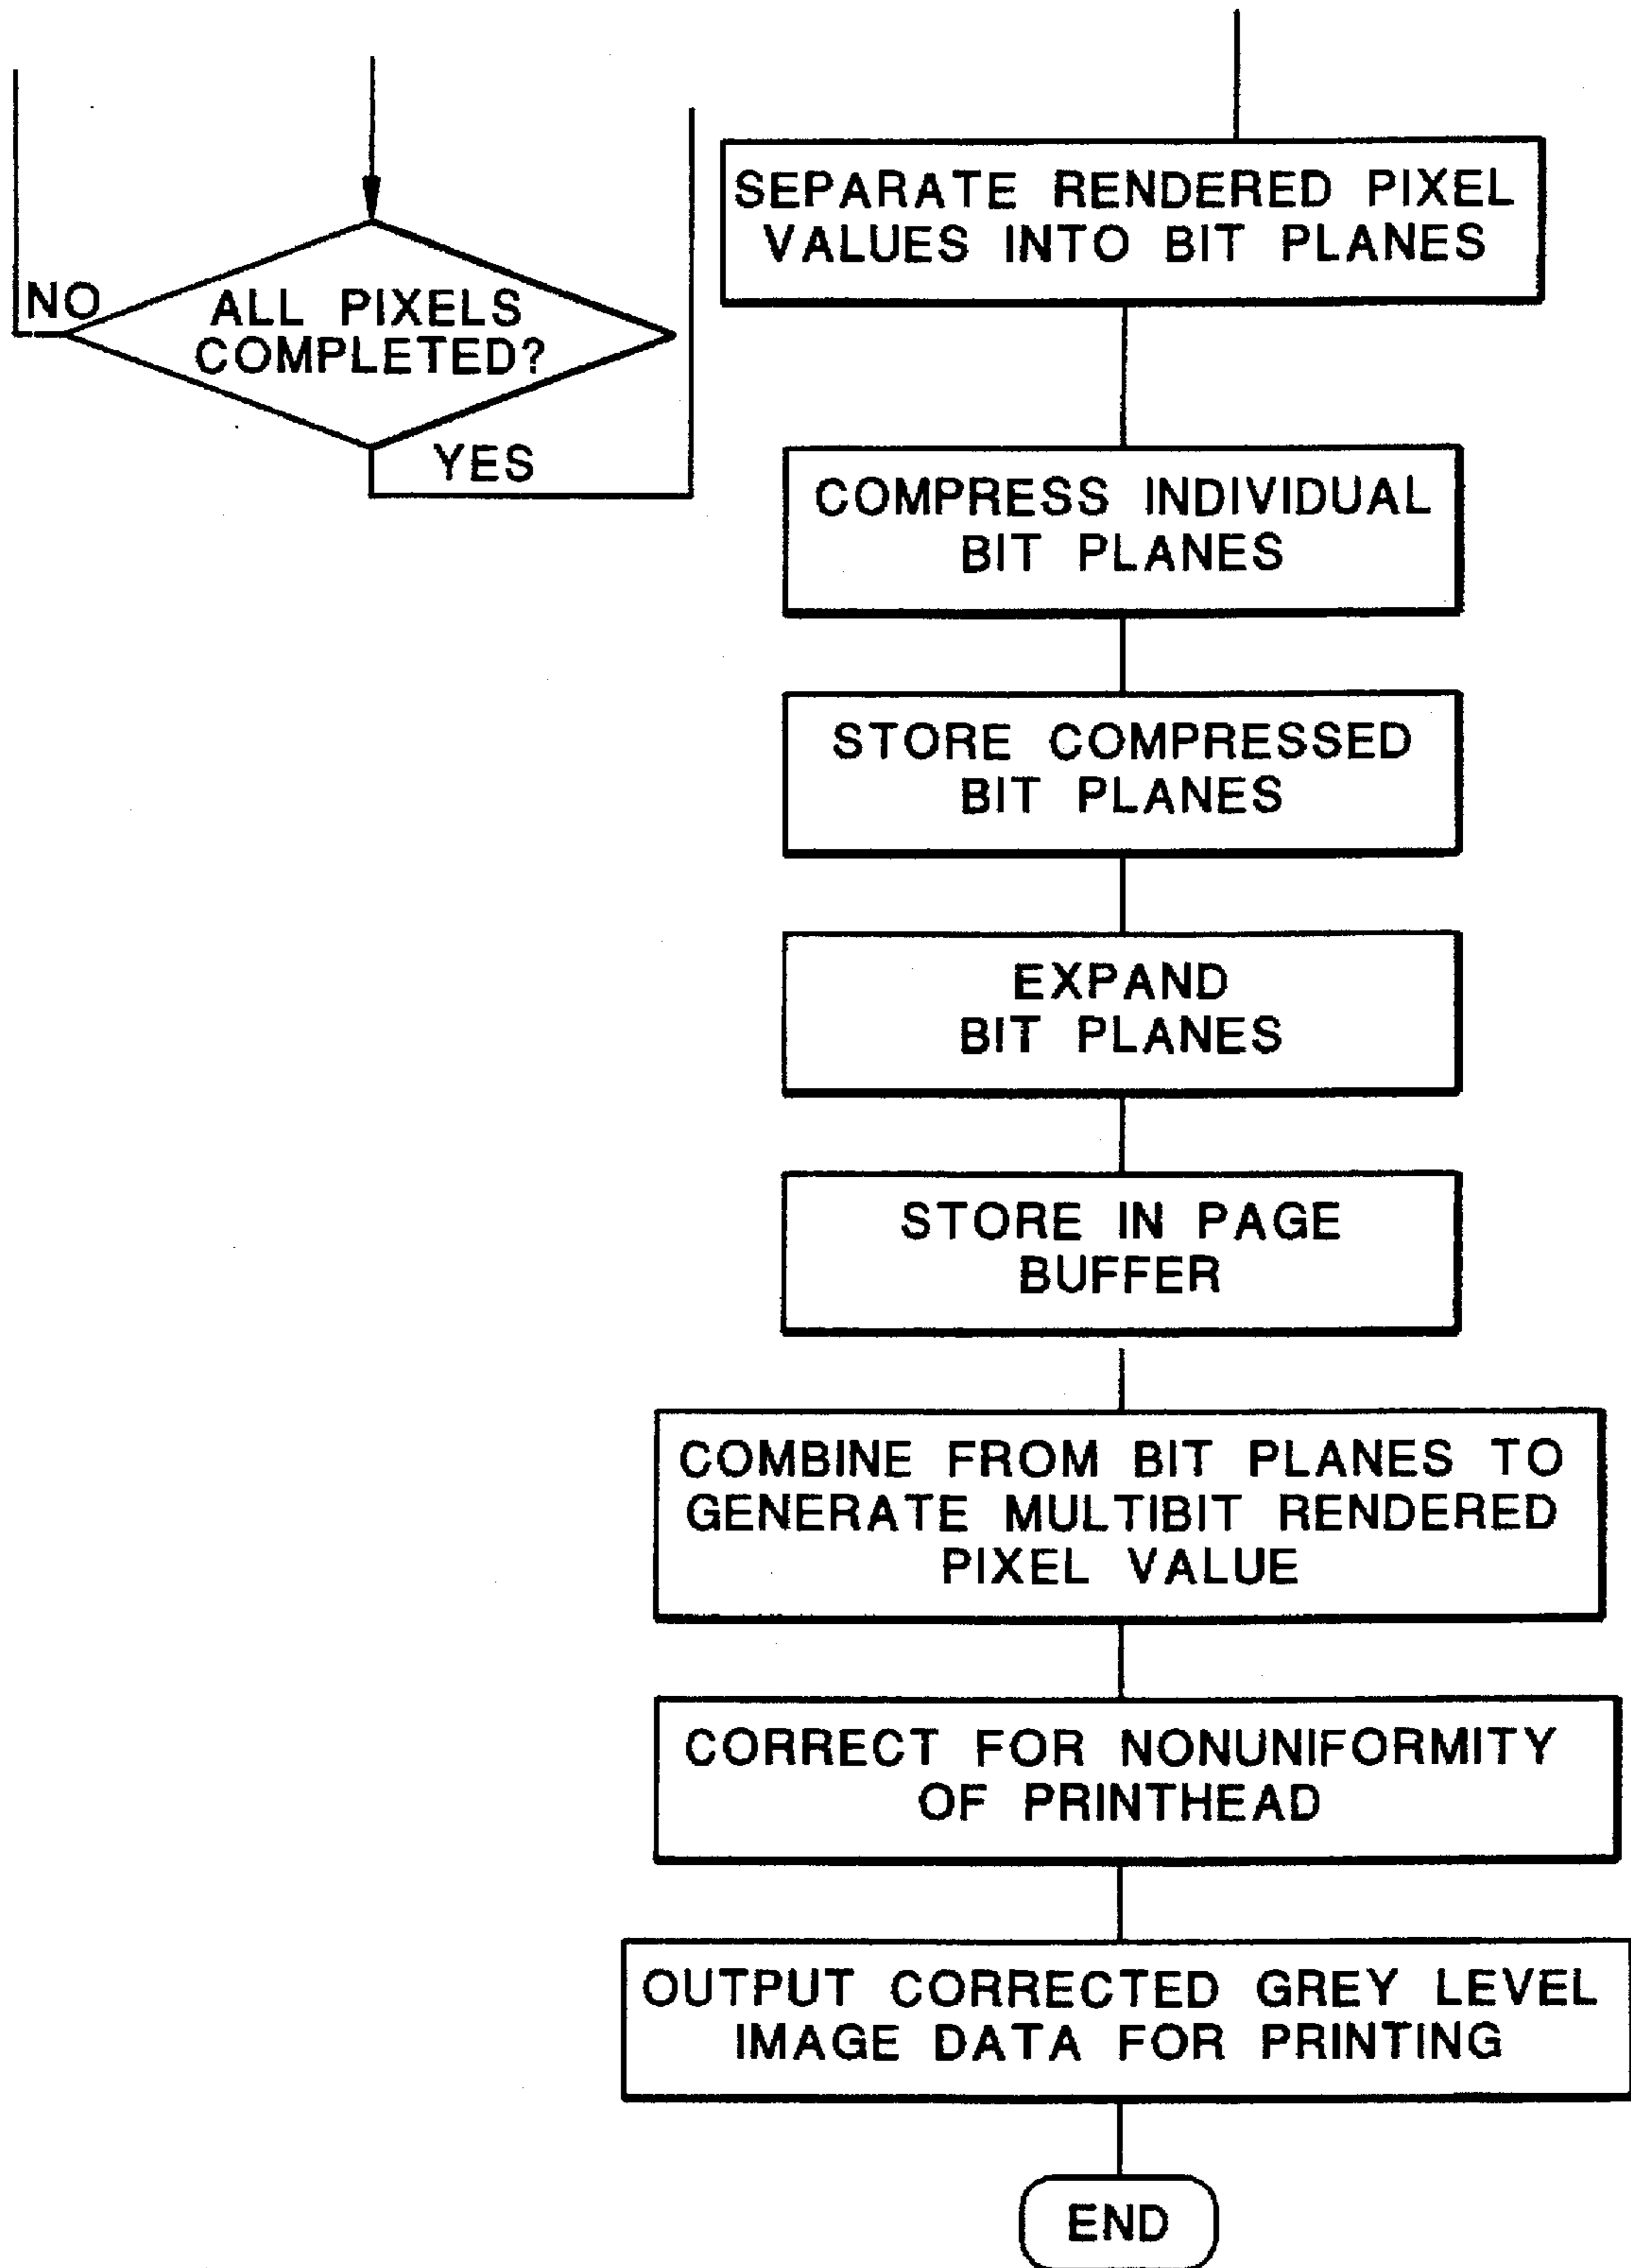 NO
ALL PIXELS
COMPLETED?
YES
SEPARATE RENDERED PIXEL
VALUES INTO BIT PLANES
COMPRESS INDIVIDUAL
BIT PLANES
STORE COMPRESSED
BIT PLANES
EXPAND
BIT PLANES
STORE IN PAGE
BUFFER
COMBINE FROM BIT PLANES TO
GENERATE MULTIBIT RENDERED
PIXEL VALUE
CORRECT FOR NONUNIFORMITY
OF PRINTHEAD
OUTPUT CORRECTED GREY LEVEL
IMAGE DATA FOR PRINTING
END